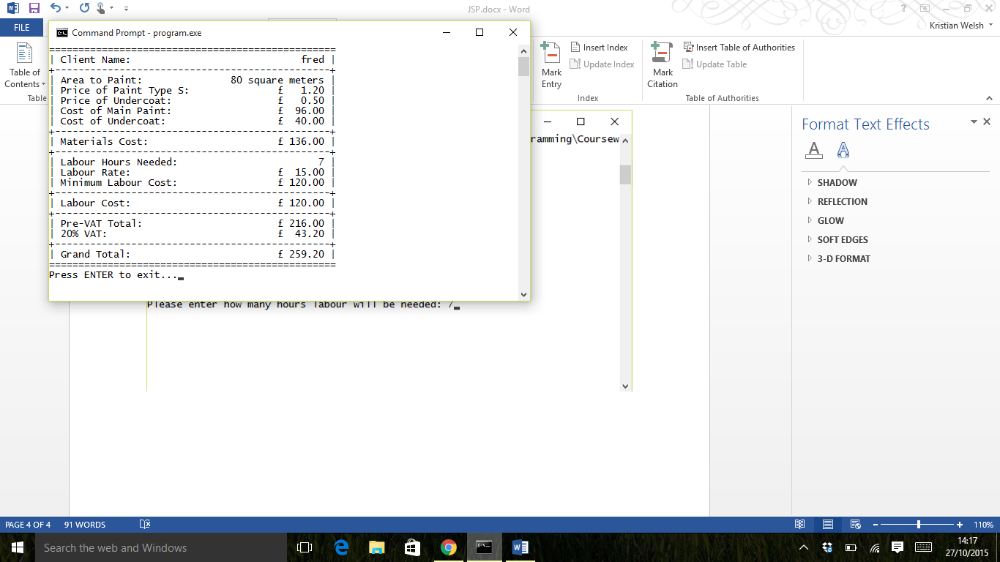 JSP.docx - Word
FILE
Kristian Welsh
Table of
Contents
Table
Mark
Entry
Insert Index
Update Index
Index
Mark
Citation
Insert Table of Authorities
Update Table
Table of Authorities
Command Prompt - program.exe
==================================================
| Client Name: fred |
+------------------------------------------------+
| Area to Paint: 80 square meters |
| Price of Paint Type S: £ 1.20 |
| Price of Undercoat: £ 0.50 |
| Cost of Main Paint: £ 96.00 |
| Cost of Undercoat: £ 40.00 |
+------------------------------------------------+
| Materials Cost: £ 136.00 |
+------------------------------------------------+
| Labour Hours Needed: 7 |
| Labour Rate: £ 15.00 |
| Minimum Labour Cost: £ 120.00 |
+------------------------------------------------+
| Labour Cost: £ 120.00 |
+------------------------------------------------+
| Pre-VAT Total: £ 216.00 |
| 20% VAT: £ 43.20 |
+------------------------------------------------+
| Grand Total: £ 259.20 |
==================================================
Press ENTER to exit...
ramming\Coursew
Please enter how many hours labour will be needed: 7
Format Text Effects
SHADOW
REFLECTION
GLOW
SOFT EDGES
3-D FORMAT
PAGE 4 OF 4 91 WORDS
110%
Search the web and Windows
14:17
27/10/2015